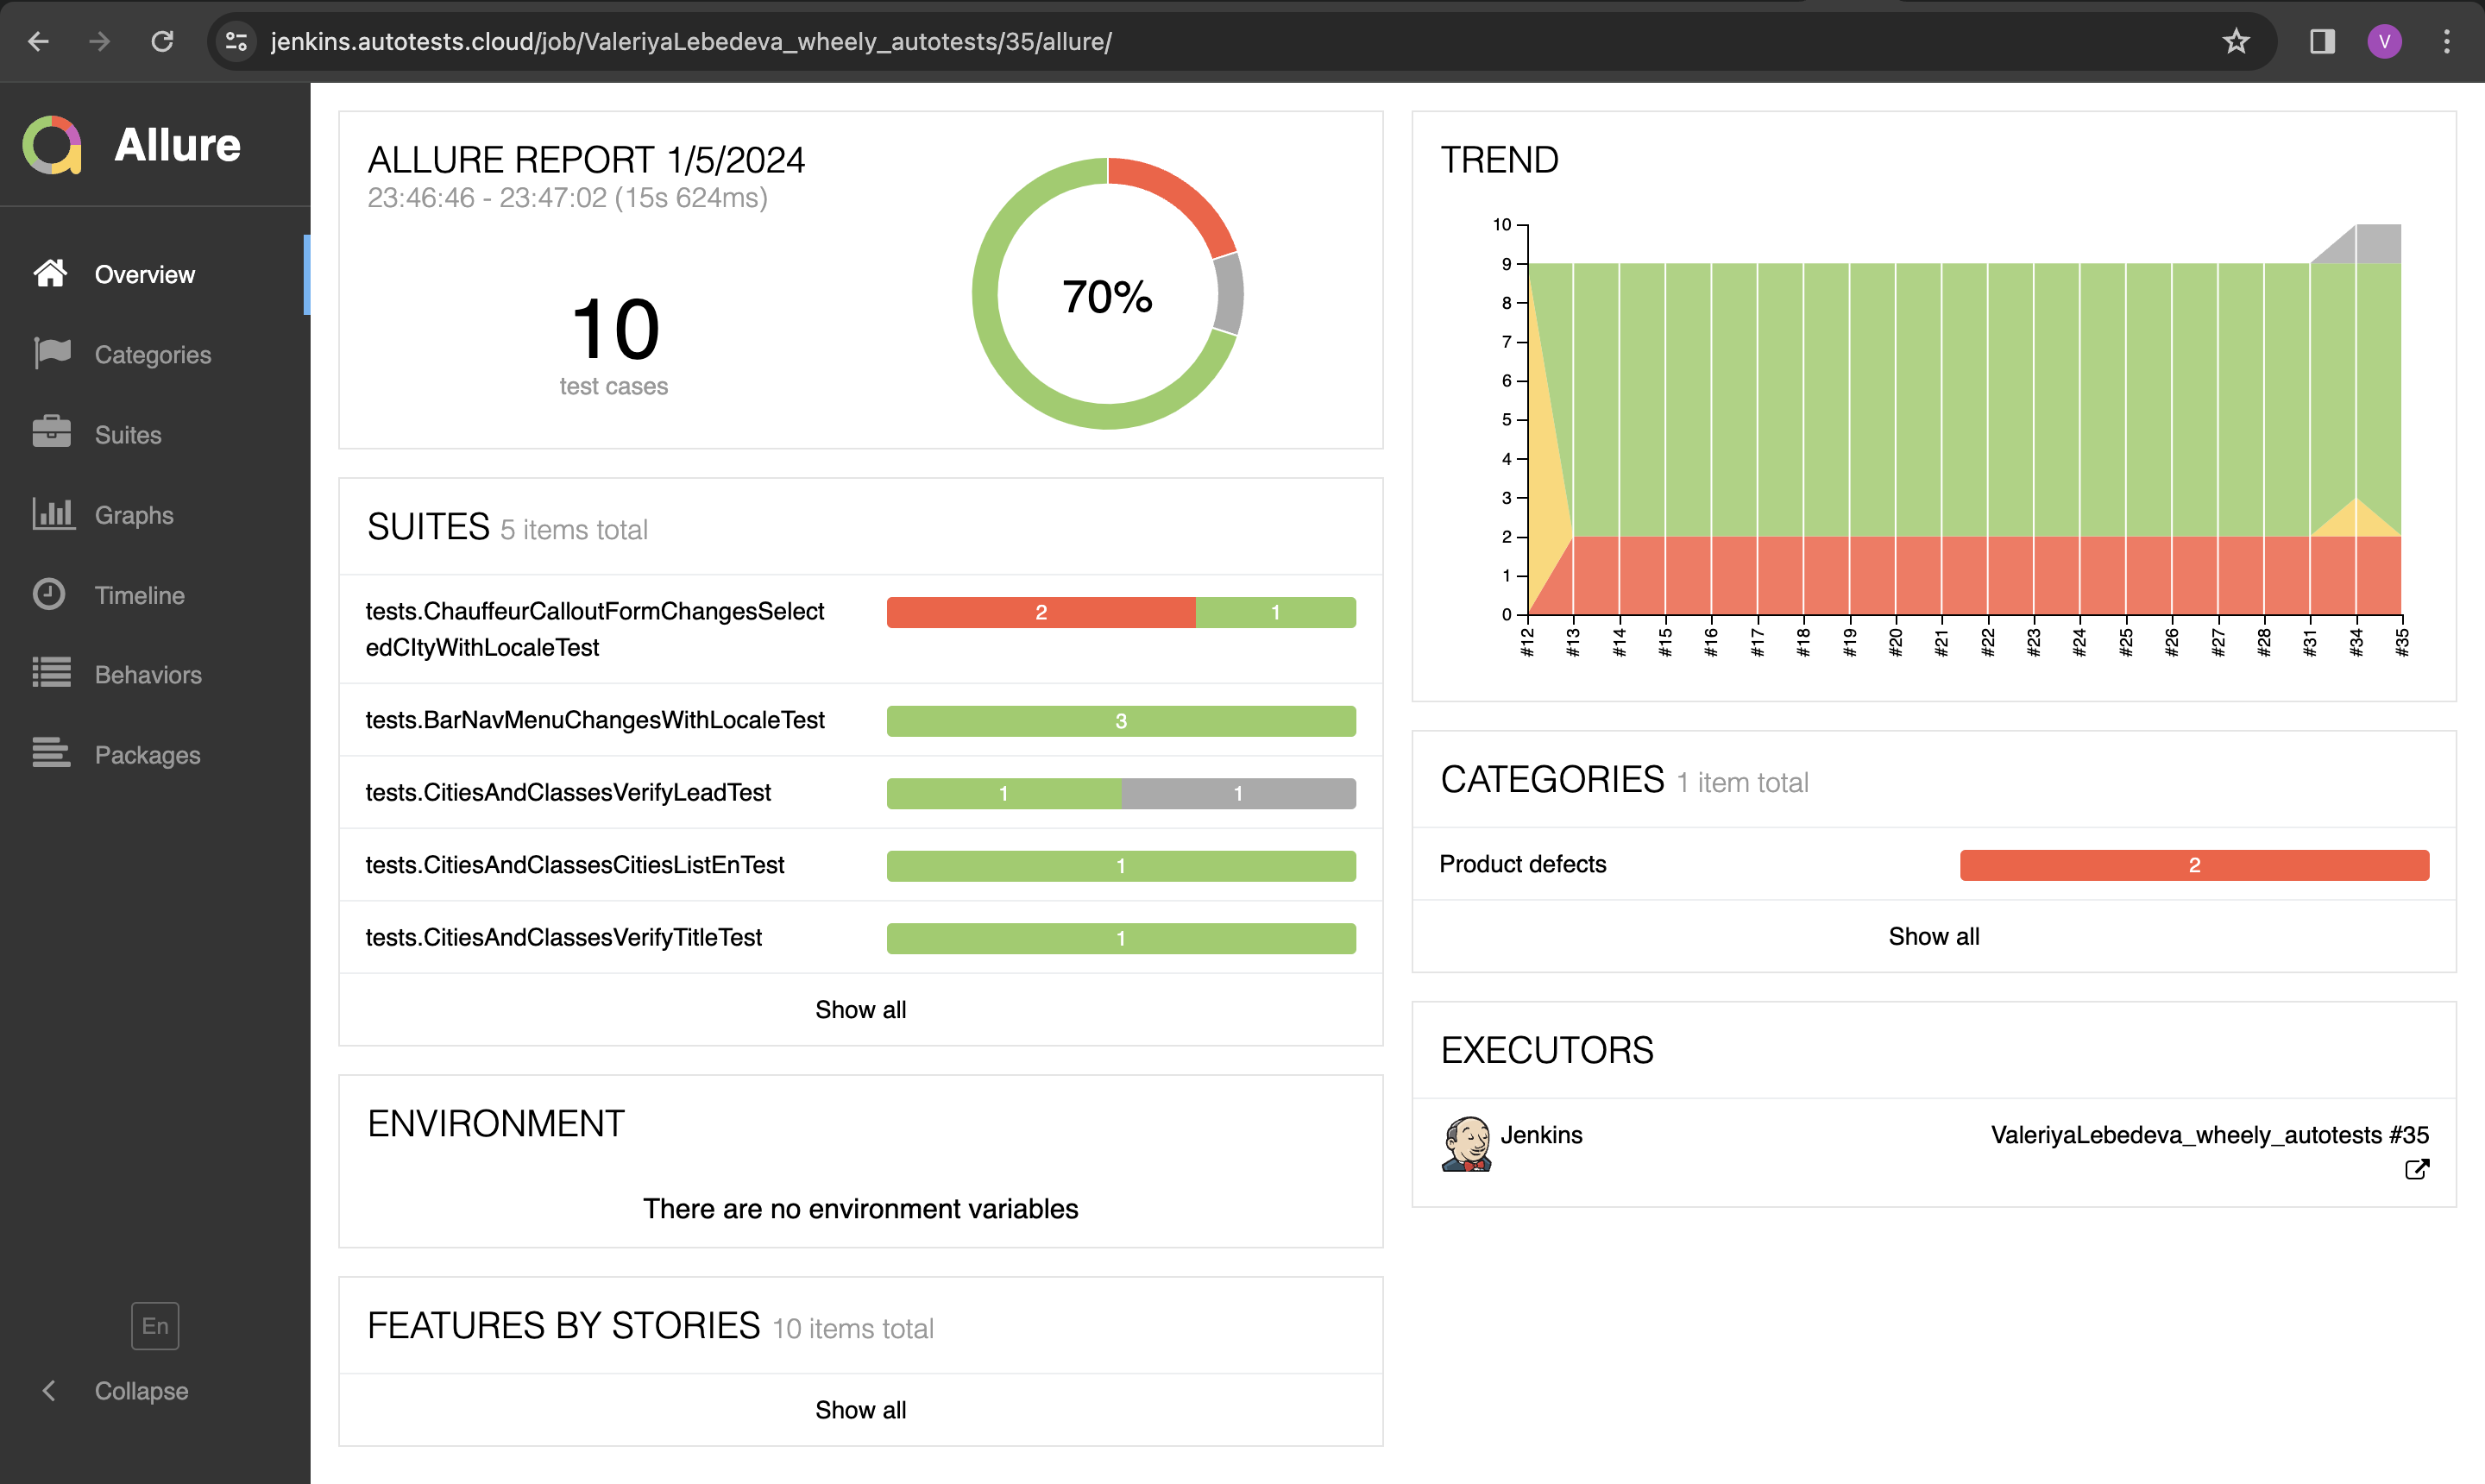 jenkins.autotests.cloud/job/ValeriyaLebedeva_wheely_autotests/35/allure/
V
Allure
Overview
Categories
Suites
Graphs
Timeline
Behaviors
Packages
En
Collapse
ALLURE REPORT 1/5/2024
23:46:46 - 23:47:02 (15s 624ms)
10
test cases
70%
SUITES 5 items total
tests.ChauffeurCalloutFormChangesSelect
edCItyWithLocaleTest
2 1
tests.BarNavMenuChangesWithLocaleTest 3
tests.CitiesAndClassesVerifyLeadTest 1 1
tests.CitiesAndClassesCitiesListEnTest 1
tests.CitiesAndClassesVerifyTitleTest 1
Show all
ENVIRONMENT
There are no environment variables
FEATURES BY STORIES 10 items total
Show all
TREND
10
9
8
7
6
5
4
3
2
1
0
#12 #13 #14 #15 #16 #17 #18 #19 #20 #21 #22 #23 #24 #25 #26 #27 #28 #31 #34 #35
CATEGORIES 1 item total
Product defects 2
Show all
EXECUTORS
Jenkins ValeriyaLebedeva_wheely_autotests #35